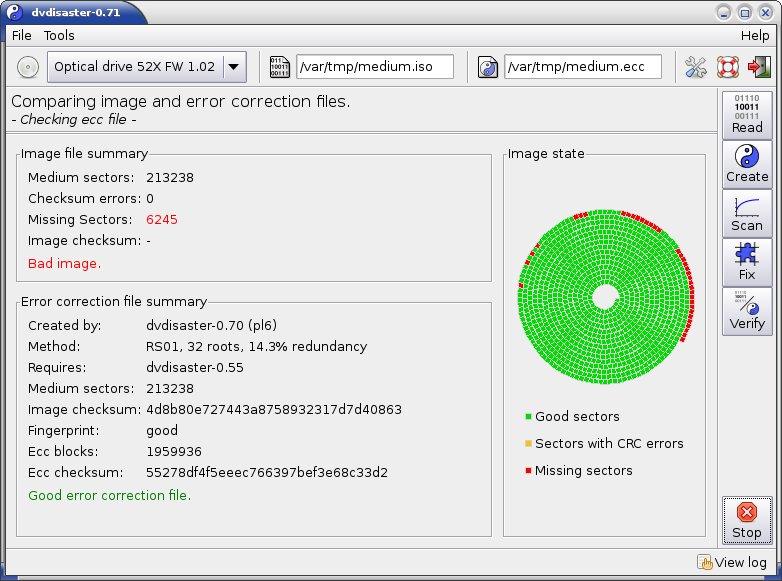 dvdisaster-0.71
File Tools Help
Optical drive 52X FW 1.02 /var/tmp/medium.iso /var/tmp/medium.ecc
Comparing image and error correction files.
- Checking ecc file -
Image file summary
Medium sectors: 213238
Checksum errors: 0
Missing Sectors: 6245
Image checksum: -
Bad image.
Error correction file summary
Created by: dvdisaster-0.70 (pl6)
Method: RS01, 32 roots, 14.3% redundancy
Requires: dvdisaster-0.55
Medium sectors: 213238
Image checksum: 4d8b80e727443a8758932317d7d40863
Fingerprint: good
Ecc blocks: 1959936
Ecc checksum: 55278df4f5eeec766397bef3e68c33d2
Good error correction file.
Image state
Good sectors
Sectors with CRC errors
Missing sectors
01110
10011
00111
Read
Create
Scan
Fix
Verify
Stop
View log